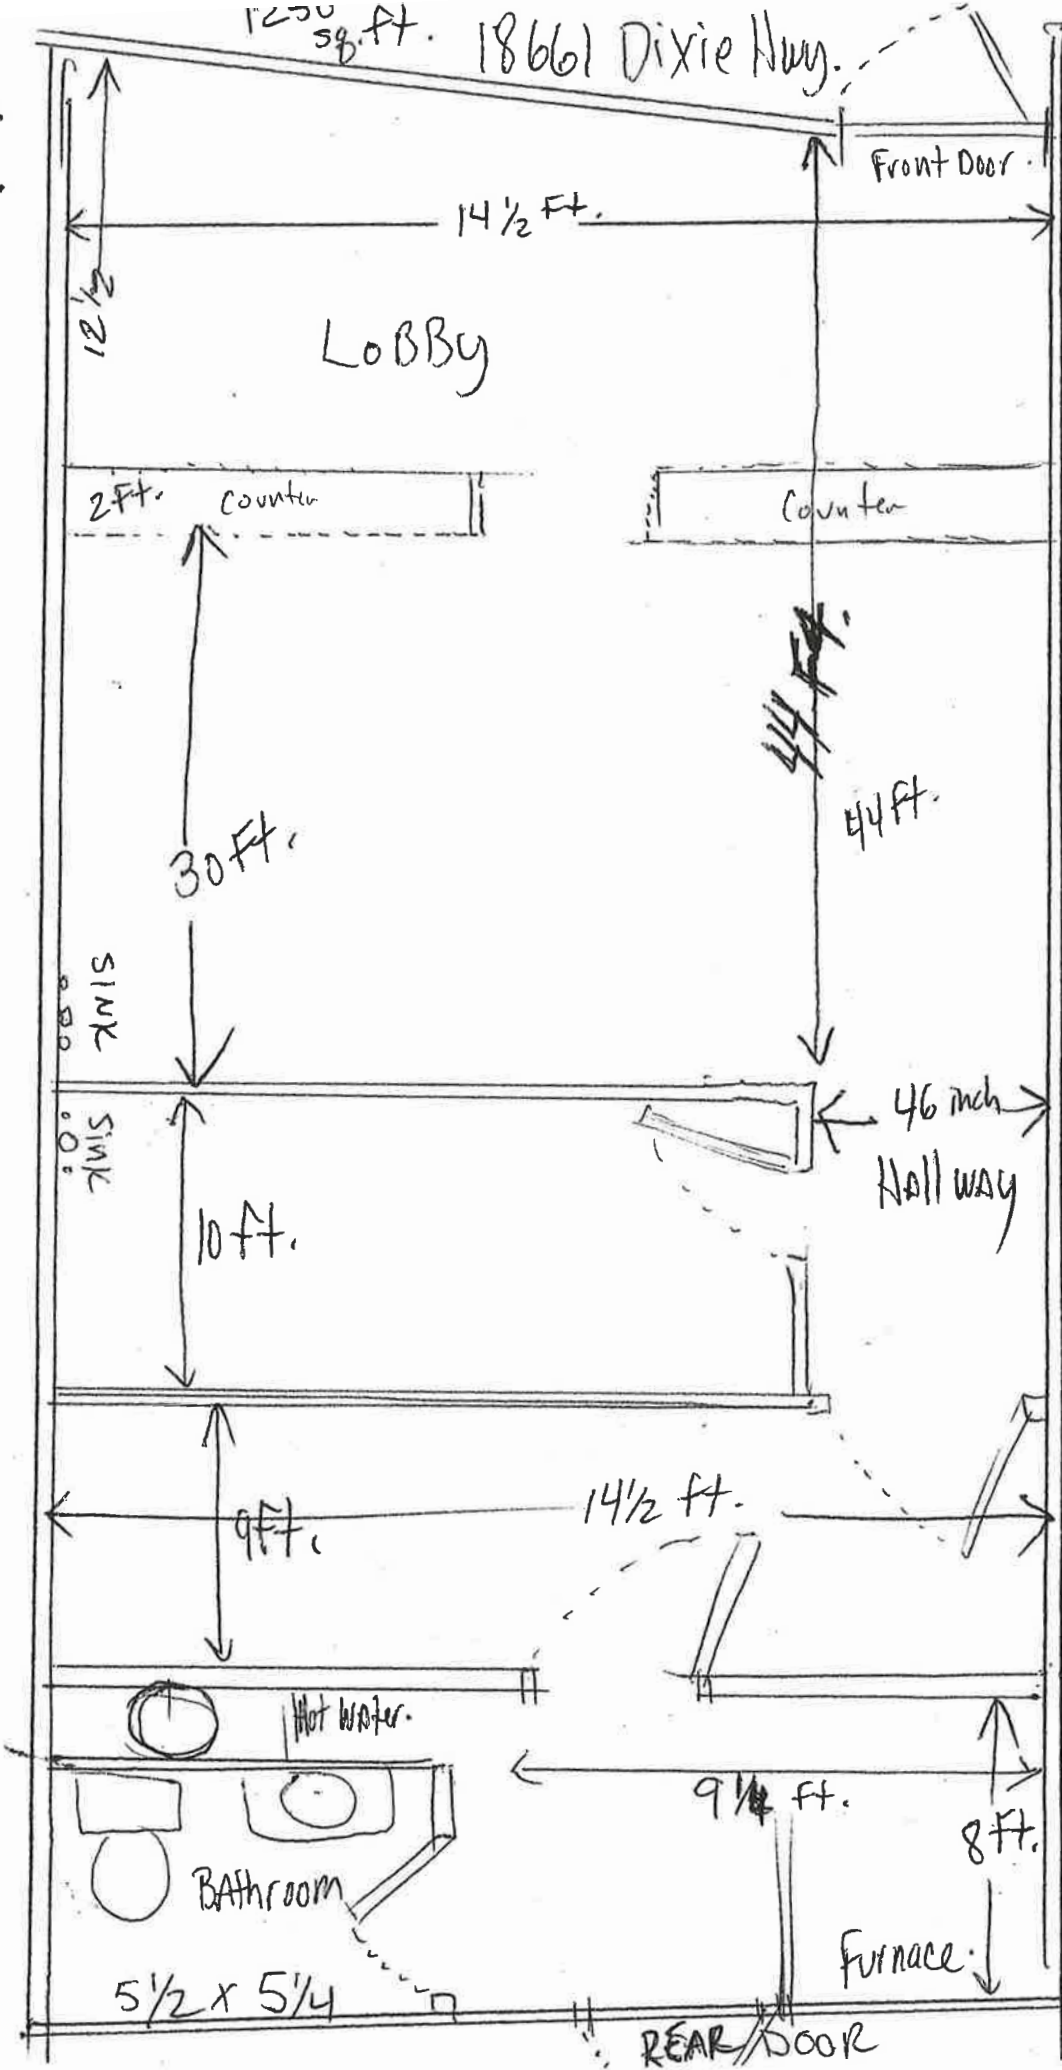 1250
sq. ft.
18661 Dixie Hwy.
Front Door.
14 1/2 Ft.
12 1/2
LOBBY
2 Ft.
Counter
Counter
44 Ft.
44 ft.
30 Ft.
SINK
Sink
46 inch
Hallway
10 ft.
14 1/2 ft.
9 Ft.
Hot Water.
9 1/4 ft.
8 Ft.
BAthroom
Furnace.
5 1/2 x 5 1/4
REAR DOOR